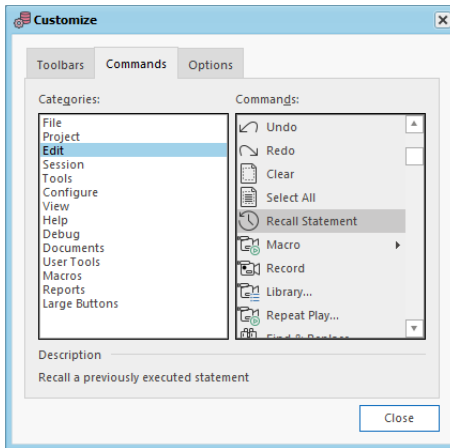 Customize
Toolbars
Commands
Options
Categories:
File
Project
Edit
Session
Tools
Configure
View
Help
Debug
Documents
User Tools
Macros
Reports
Large Buttons
Commands:
Undo
Redo
Clear
Select All
Recall Statement
Macro
Record
Library...
Repeat Play...
Find & Replace
Description
Recall a previously executed statement
Close